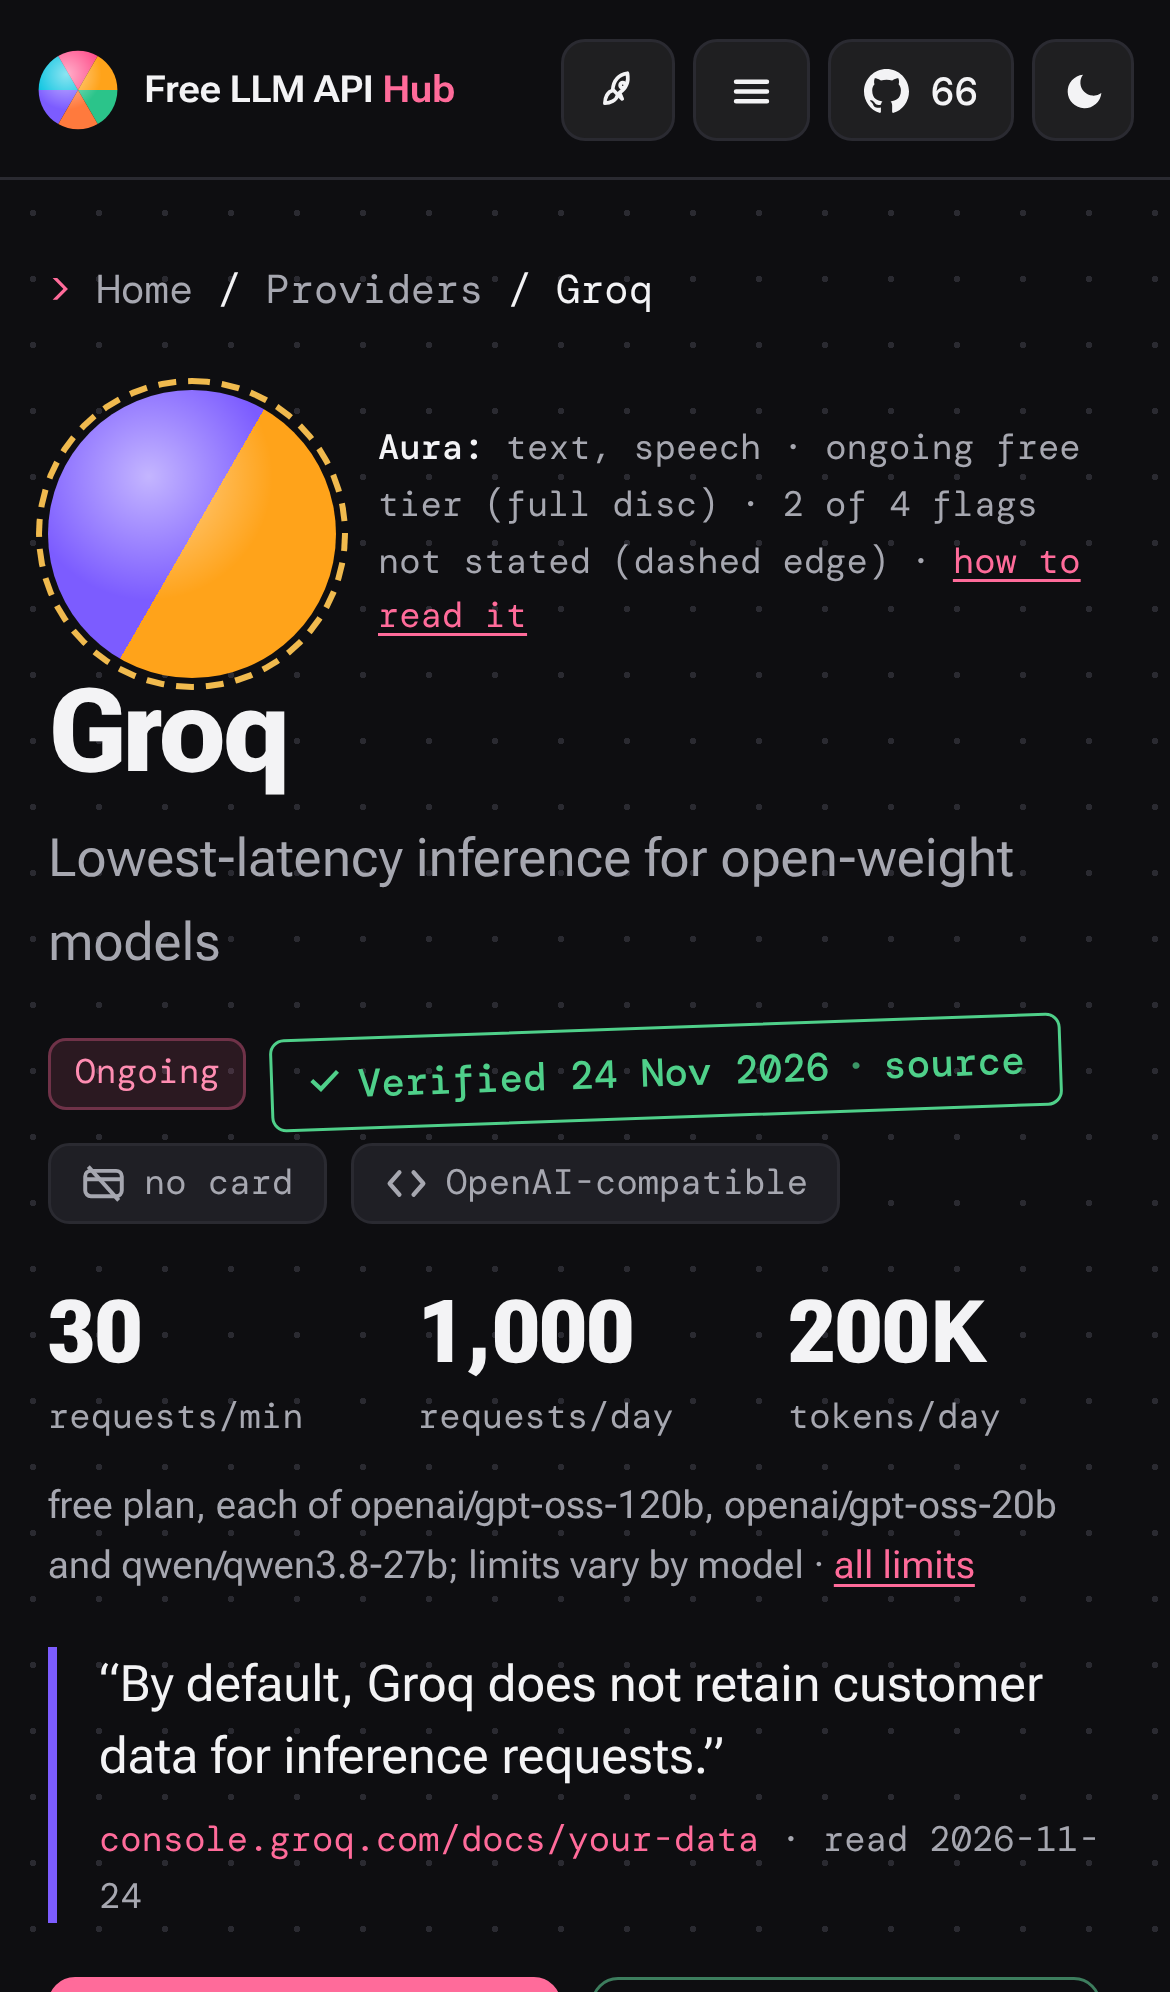 Free LLM API Hub
66
Home / Providers / Groq
Aura: text, speech · ongoing free
tier (full disc) · 2 of 4 flags
not stated (dashed edge) · how to
read it
Groq
Lowest-latency inference for open-weight
models
Ongoing
✓ Verified 24 Nov 2026 · source
no card
OpenAI-compatible
30 1,000 200K
requests/min requests/day tokens/day
free plan, each of openai/gpt-oss-120b, openai/gpt-oss-20b
and qwen/qwen3.8-27b; limits vary by model · all limits
“By default, Groq does not retain customer
data for inference requests.”
console.groq.com/docs/your-data · read 2026-11-
24